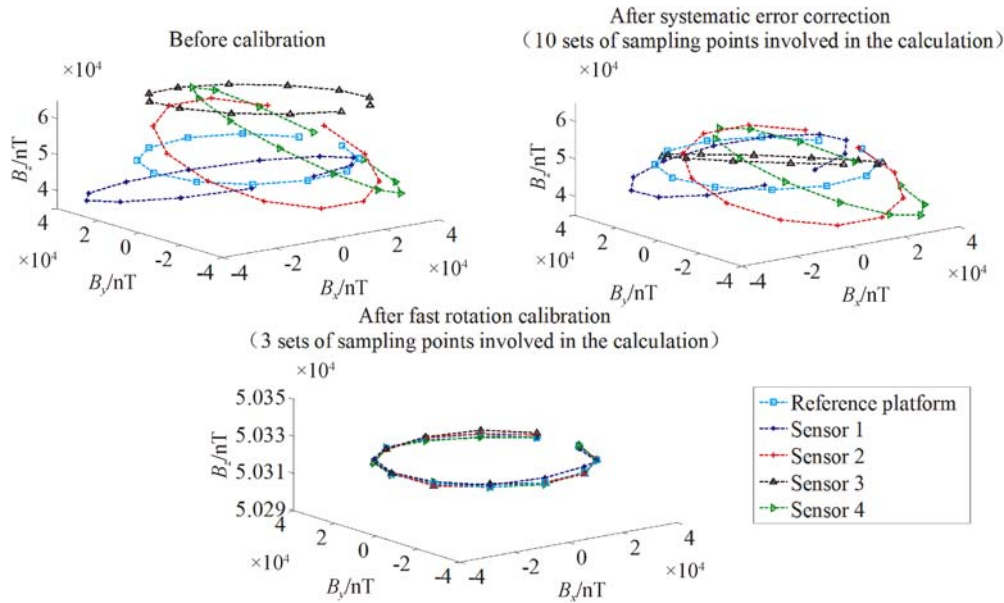 Before calibration
×10⁴
6
5
4
B_z/nT
2
0
-2
-4
×10⁴
B_y/nT
-4
-2
0
2
4
×10⁴
B_x/nT
After systematic error correction
（10 sets of sampling points involved in the calculation）
×10⁴
6
5
4
B_z/nT
2
0
-2
-4
×10⁴
B_y/nT
-4
-2
0
2
4
×10⁴
B_x/nT
After fast rotation calibration
（3 sets of sampling points involved in the calculation）
×10⁴
5.035
5.033
5.031
5.029
B_z/nT
4
2
0
-2
-4
×10⁴
B_y/nT
-4
-2
0
2
4
×10⁴
B_x/nT
Reference platform
Sensor 1
Sensor 2
Sensor 3
Sensor 4